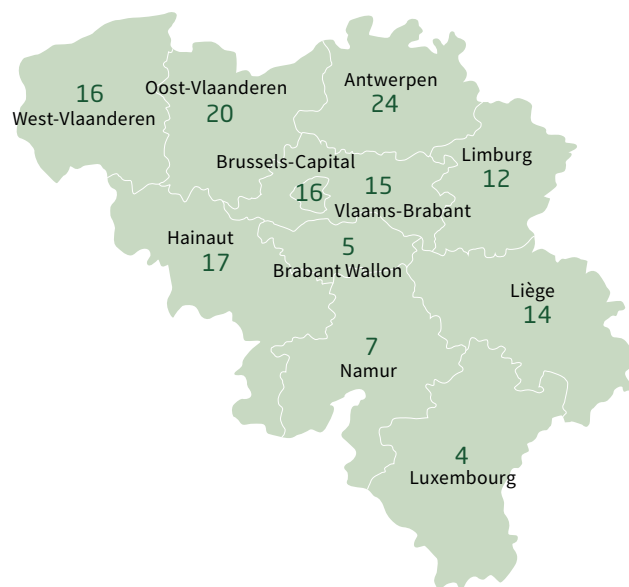 16
West-Vlaanderen
Oost-Vlaanderen
20
Antwerpen
24
Brussels-Capital
16
15
Vlaams-Brabant
Limburg
12
Hainaut
17
5
Brabant Wallon
Liège
14
7
Namur
4
Luxembourg